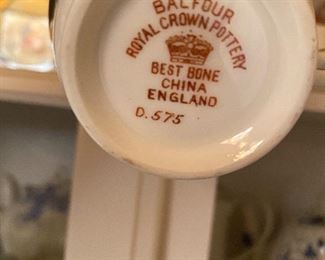 BALFOUR
ROYAL CROWN POTTERY
BEST BONE
CHINA
ENGLAND
D.575